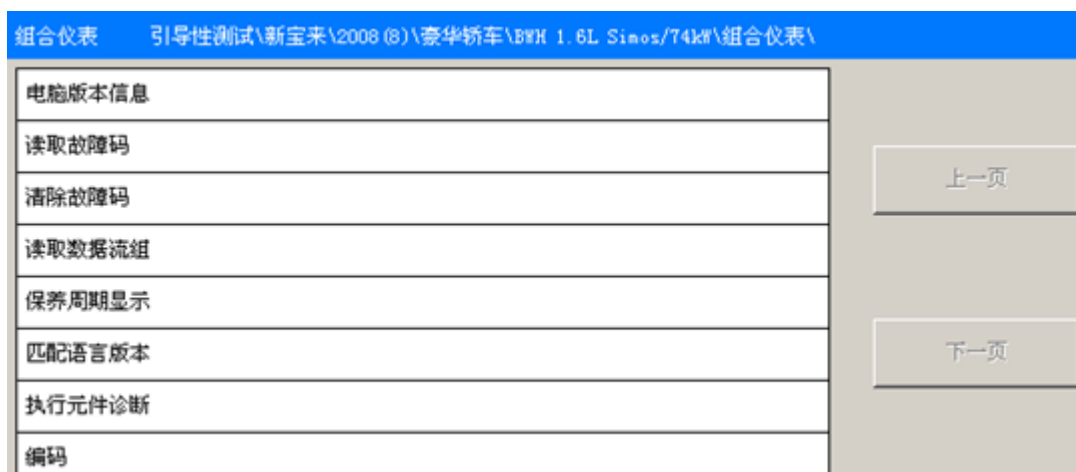 组合仪表 引导性测试\新宝来\2008(8)\豪华轿车\BWH 1.6L Simos/74kW\组合仪表\
电脑版本信息
读取故障码
清除故障码
读取数据流组
保养周期显示
匹配语言版本
执行元件诊断
编码
上一页
下一页